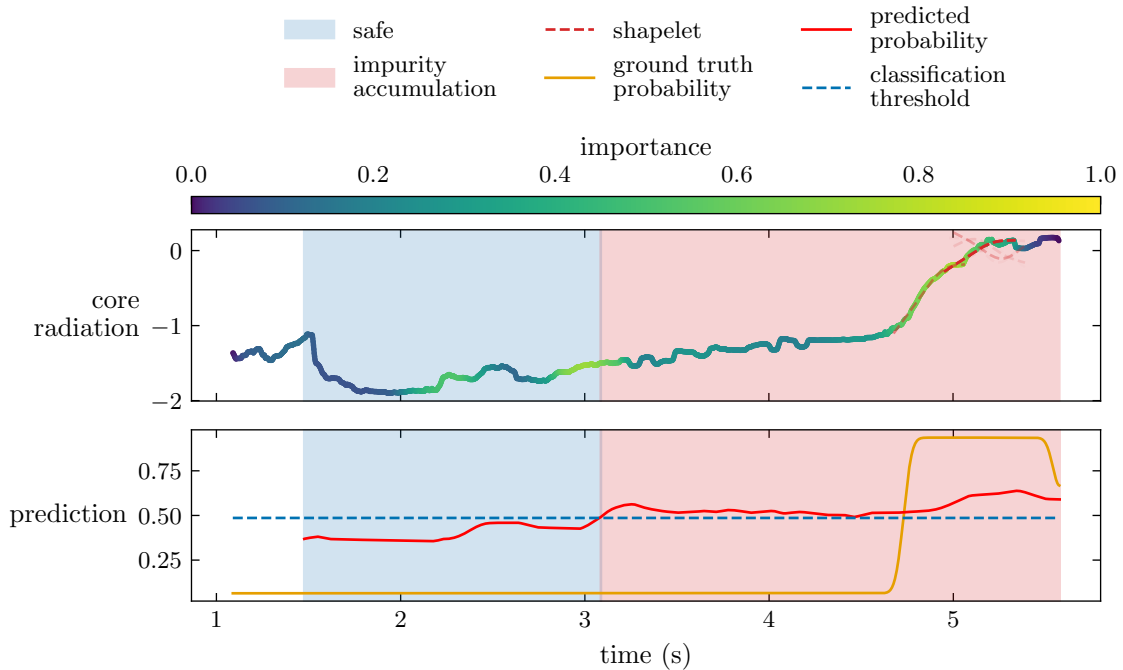 safe
impurity
accumulation
shapelet
ground truth
probability
predicted
probability
classification
threshold
importance
0.0 0.2 0.4 0.6 0.8 1.0
core
radiation
0
−1
−2
prediction
0.75
0.50
0.25
1 2 3 4 5
time (s)